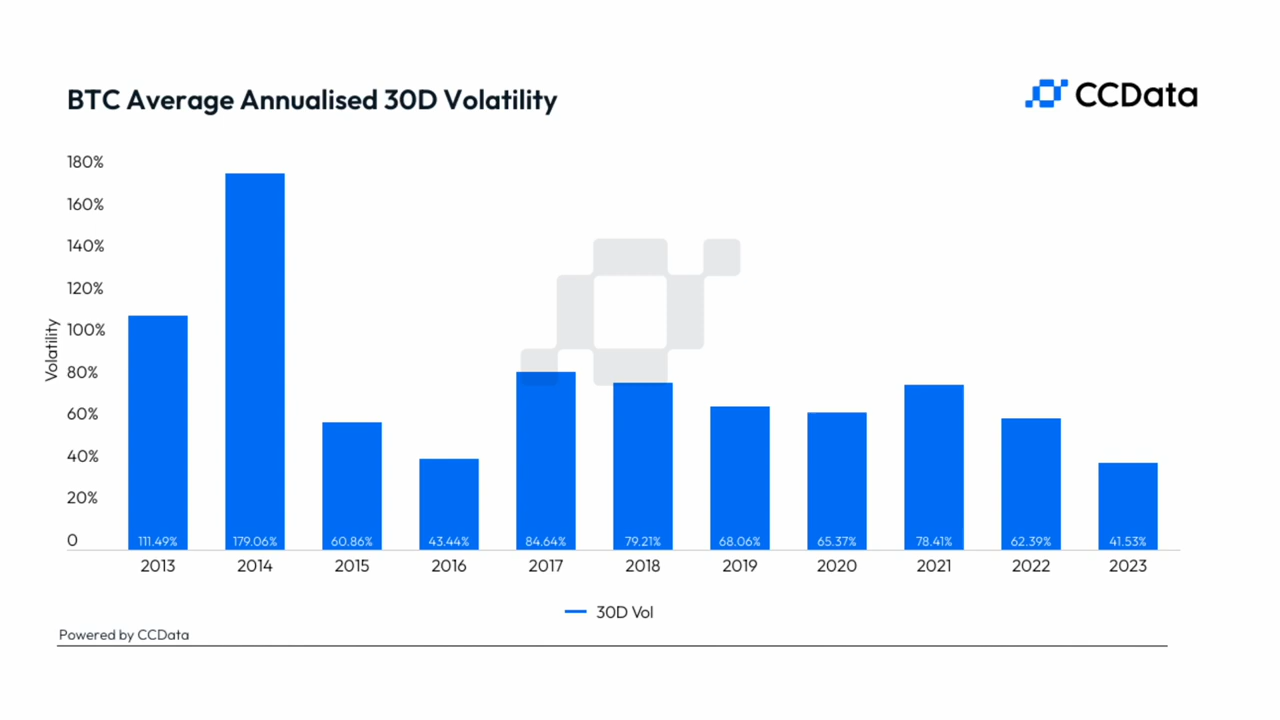 BTC Average Annualised 30D Volatility
CCData
180%
160%
140%
120%
100%
80%
60%
40%
20%
0
Volatility
111.49% 179.06% 60.86% 43.44% 84.64% 79.21% 68.06% 65.37% 78.41% 62.39% 41.53%
2013 2014 2015 2016 2017 2018 2019 2020 2021 2022 2023
30D Vol
Powered by CCData